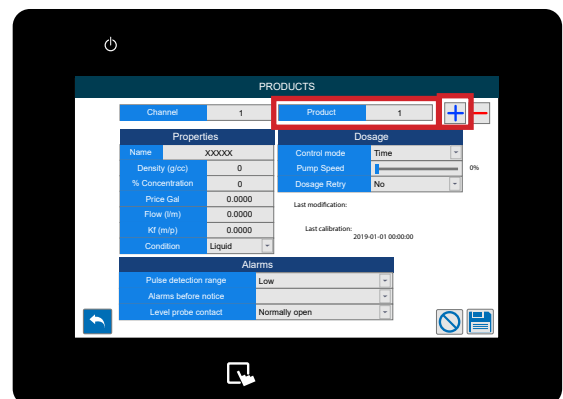 PRODUCTS
Channel 1 Product 1
Properties
Name XXXXX
Density (g/cc) 0
% Concentration 0
Price Gal 0.0000
Flow (l/m) 0.0000
Kf (m/p) 0.0000
Condition Liquid
Dosage
Control mode Time
Pump Speed 0%
Dosage Retry No
Last modification:
Last calibration:
2019-01-01 00:00:00
Alarms
Pulse detection range Low
Alarms before notice
Level probe contact Normally open